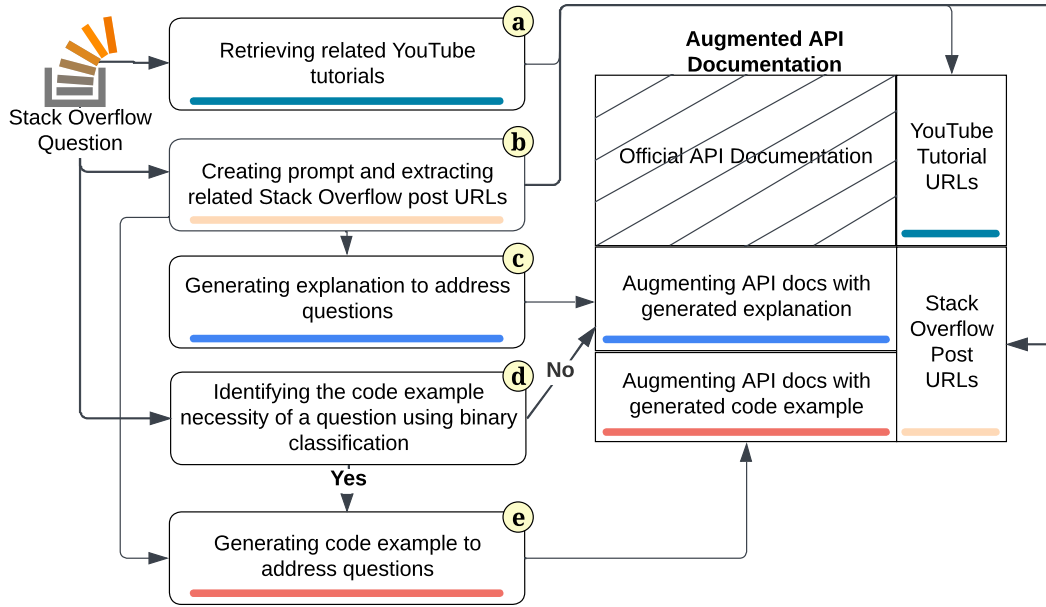 a
Retrieving related YouTube
tutorials
Stack Overflow
Question
b
Creating prompt and extracting
related Stack Overflow post URLs
c
Generating explanation to address
questions
d
Identifying the code example
necessity of a question using binary
classification
No
Yes
e
Generating code example to
address questions
Augmented API
Documentation
Official API Documentation
YouTube
Tutorial
URLs
Augmenting API docs with
generated explanation
Augmenting API docs with
generated code example
Stack
Overflow
Post
URLs